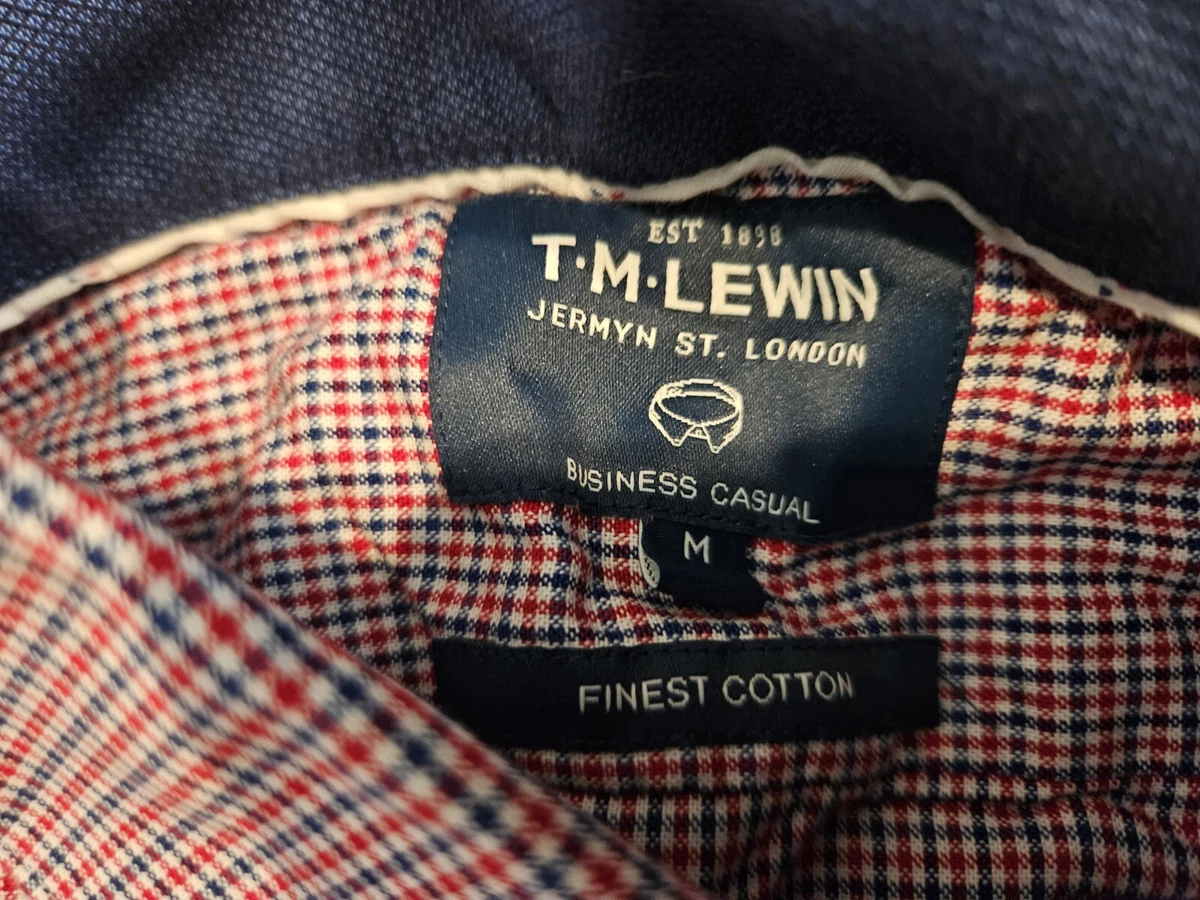 EST 1898
T·M·LEWIN
JERMYN ST. LONDON
BUSINESS CASUAL
M
FINEST COTTON